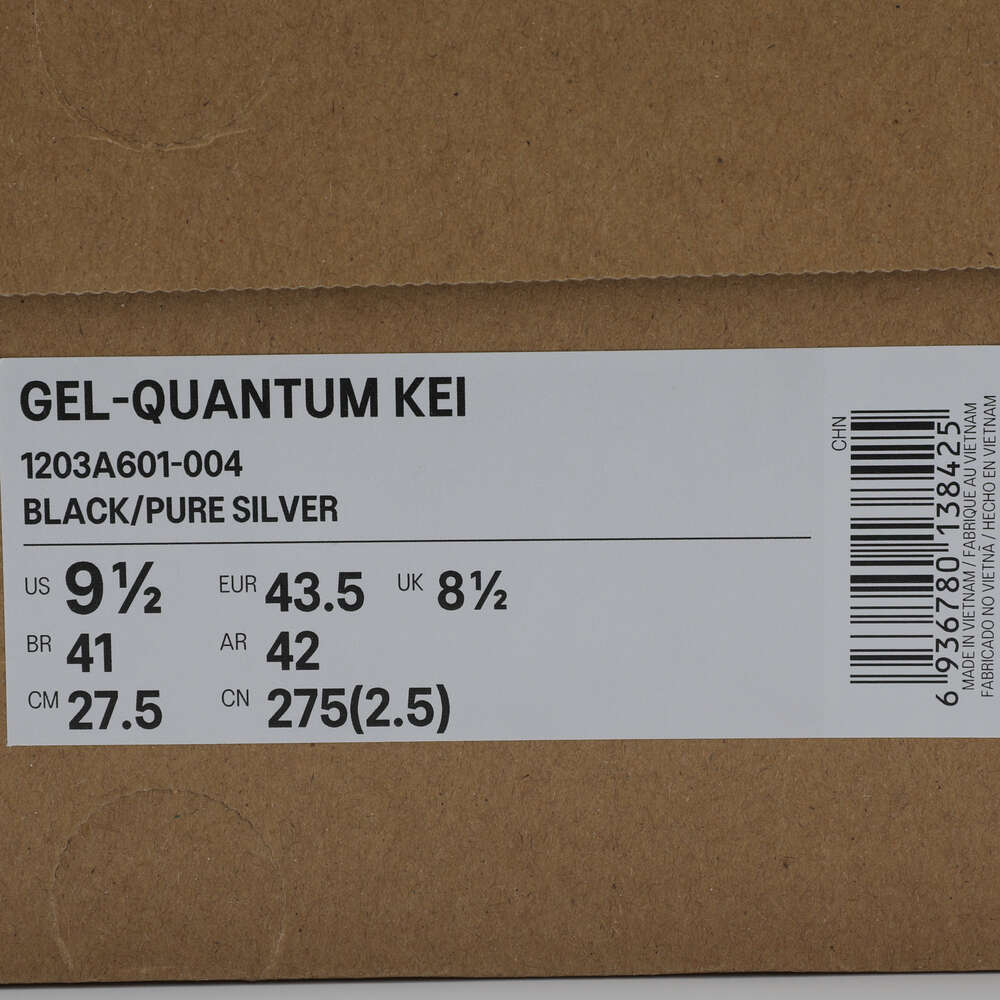 GEL-QUANTUM KEI
1203A601-004
BLACK/PURE SILVER
US 9½ EUR 43.5 UK 8½
BR 41 AR 42
CM 27.5 CN 275(2.5)
CHN
6 936780 138425
MADE IN VIETNAM / FABRIQUÉ AU VIETNAM
FABRICADO NO VIETNÃ / HECHO EN VIETNAM